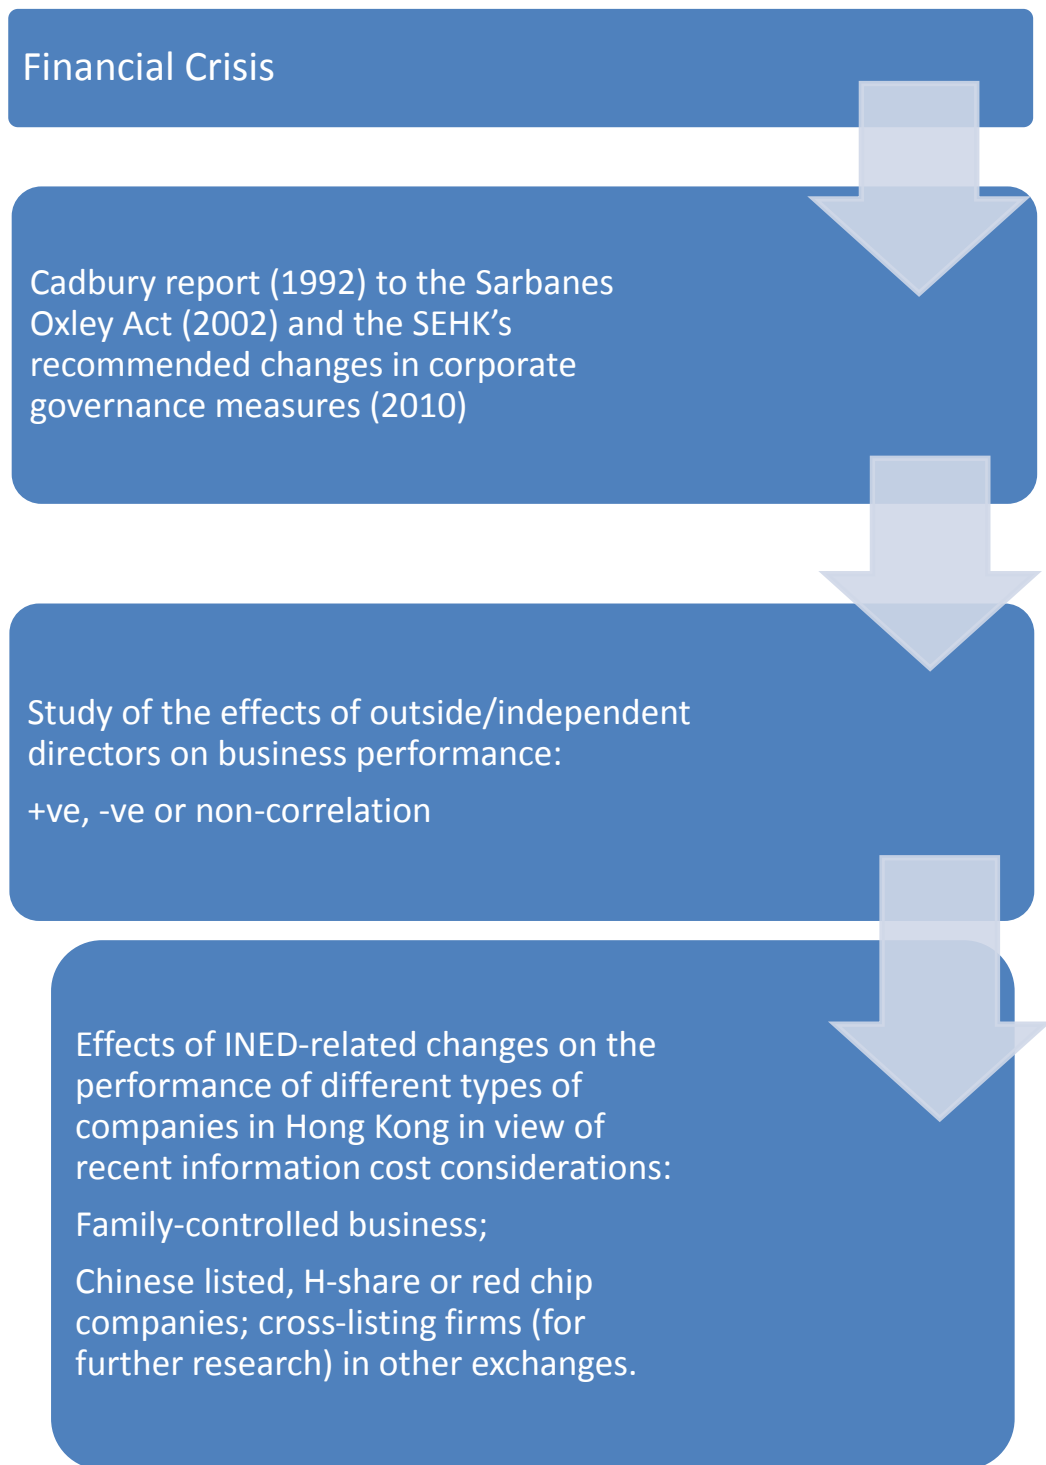 Financial Crisis
Cadbury report (1992) to the Sarbanes
Oxley Act (2002) and the SEHK’s
recommended changes in corporate
governance measures (2010)
Study of the effects of outside/independent
directors on business performance:
+ve, -ve or non-correlation
Effects of INED-related changes on the
performance of different types of
companies in Hong Kong in view of
recent information cost considerations:
Family-controlled business;
Chinese listed, H-share or red chip
companies; cross-listing firms (for
further research) in other exchanges.